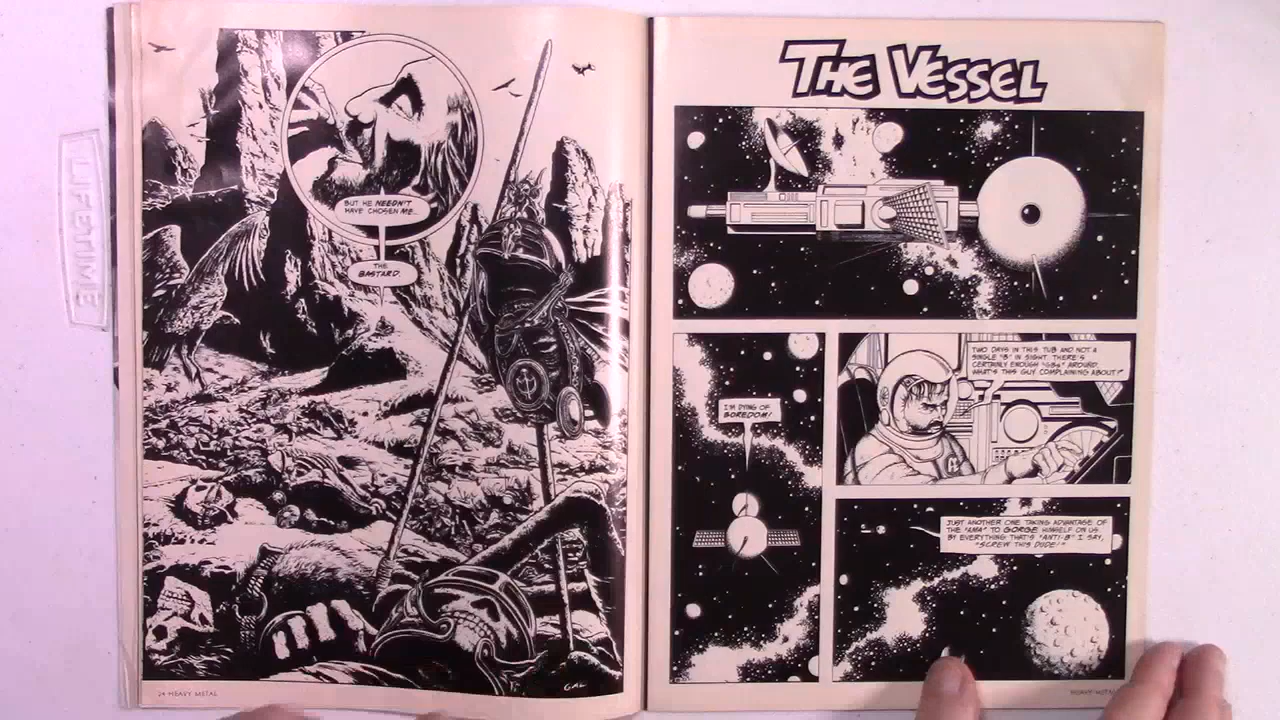 BUT HE NEEDN'T
HAVE CHOSEN ME...
THE
BASTARD.
GAL
24 HEAVY METAL
THE VESSEL
I'M DYING OF
BOREDOM!
TWO DAYS IN THIS TUB AND NOT A
SINGLE "B" IN SIGHT. THERE'S
CERTAINLY ENOUGH "GBs" AROUND.
WHAT'S THIS GUY COMPLAINING ABOUT?"
JUST ANOTHER ONE TAKING ADVANTAGE OF
THE "AMA" TO GORGE HIMSELF ON US
BY EVERYTHING THAT'S "ANTI-B" I SAY,
"SCREW THIS DUDE!"
HEAVY METAL
LIFETIME